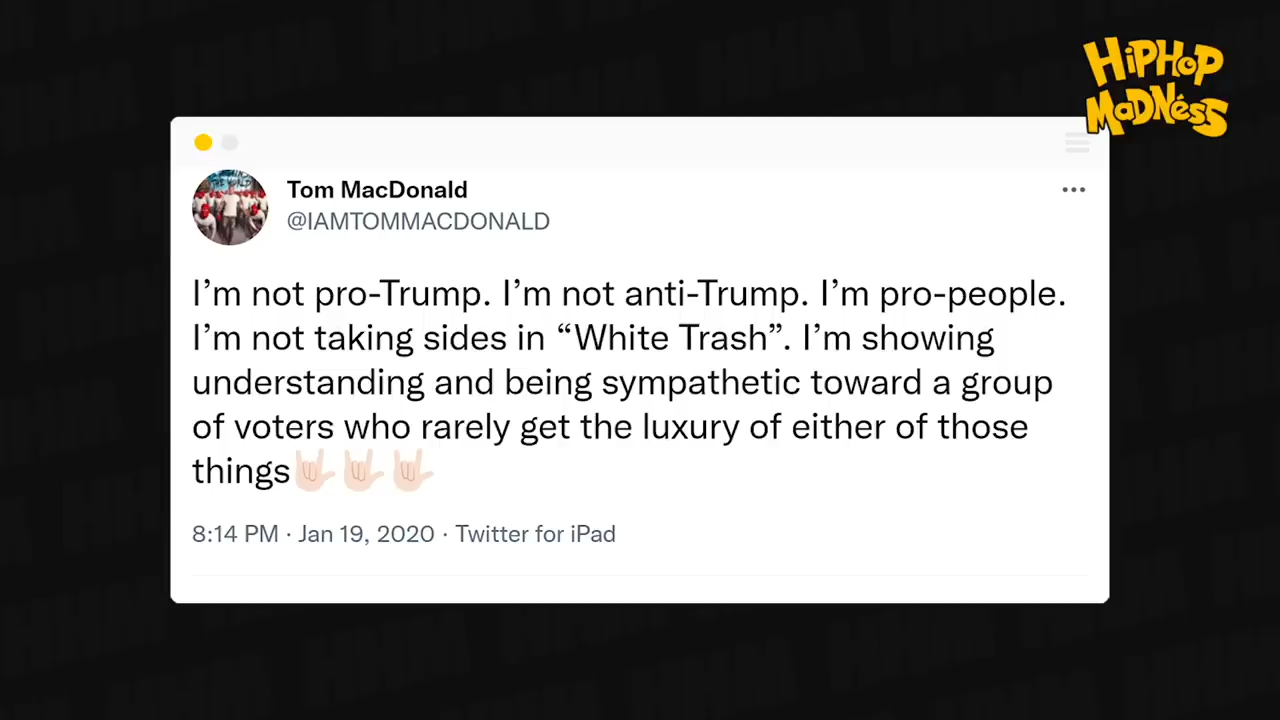 HiPHoP
MaDNéss
Tom MacDonald
@IAMTOMMACDONALD
I’m not pro-Trump. I’m not anti-Trump. I’m pro-people.
I’m not taking sides in “White Trash”. I’m showing
understanding and being sympathetic toward a group
of voters who rarely get the luxury of either of those
things🤟🏻🤟🏻🤟🏻
8:14 PM · Jan 19, 2020 · Twitter for iPad